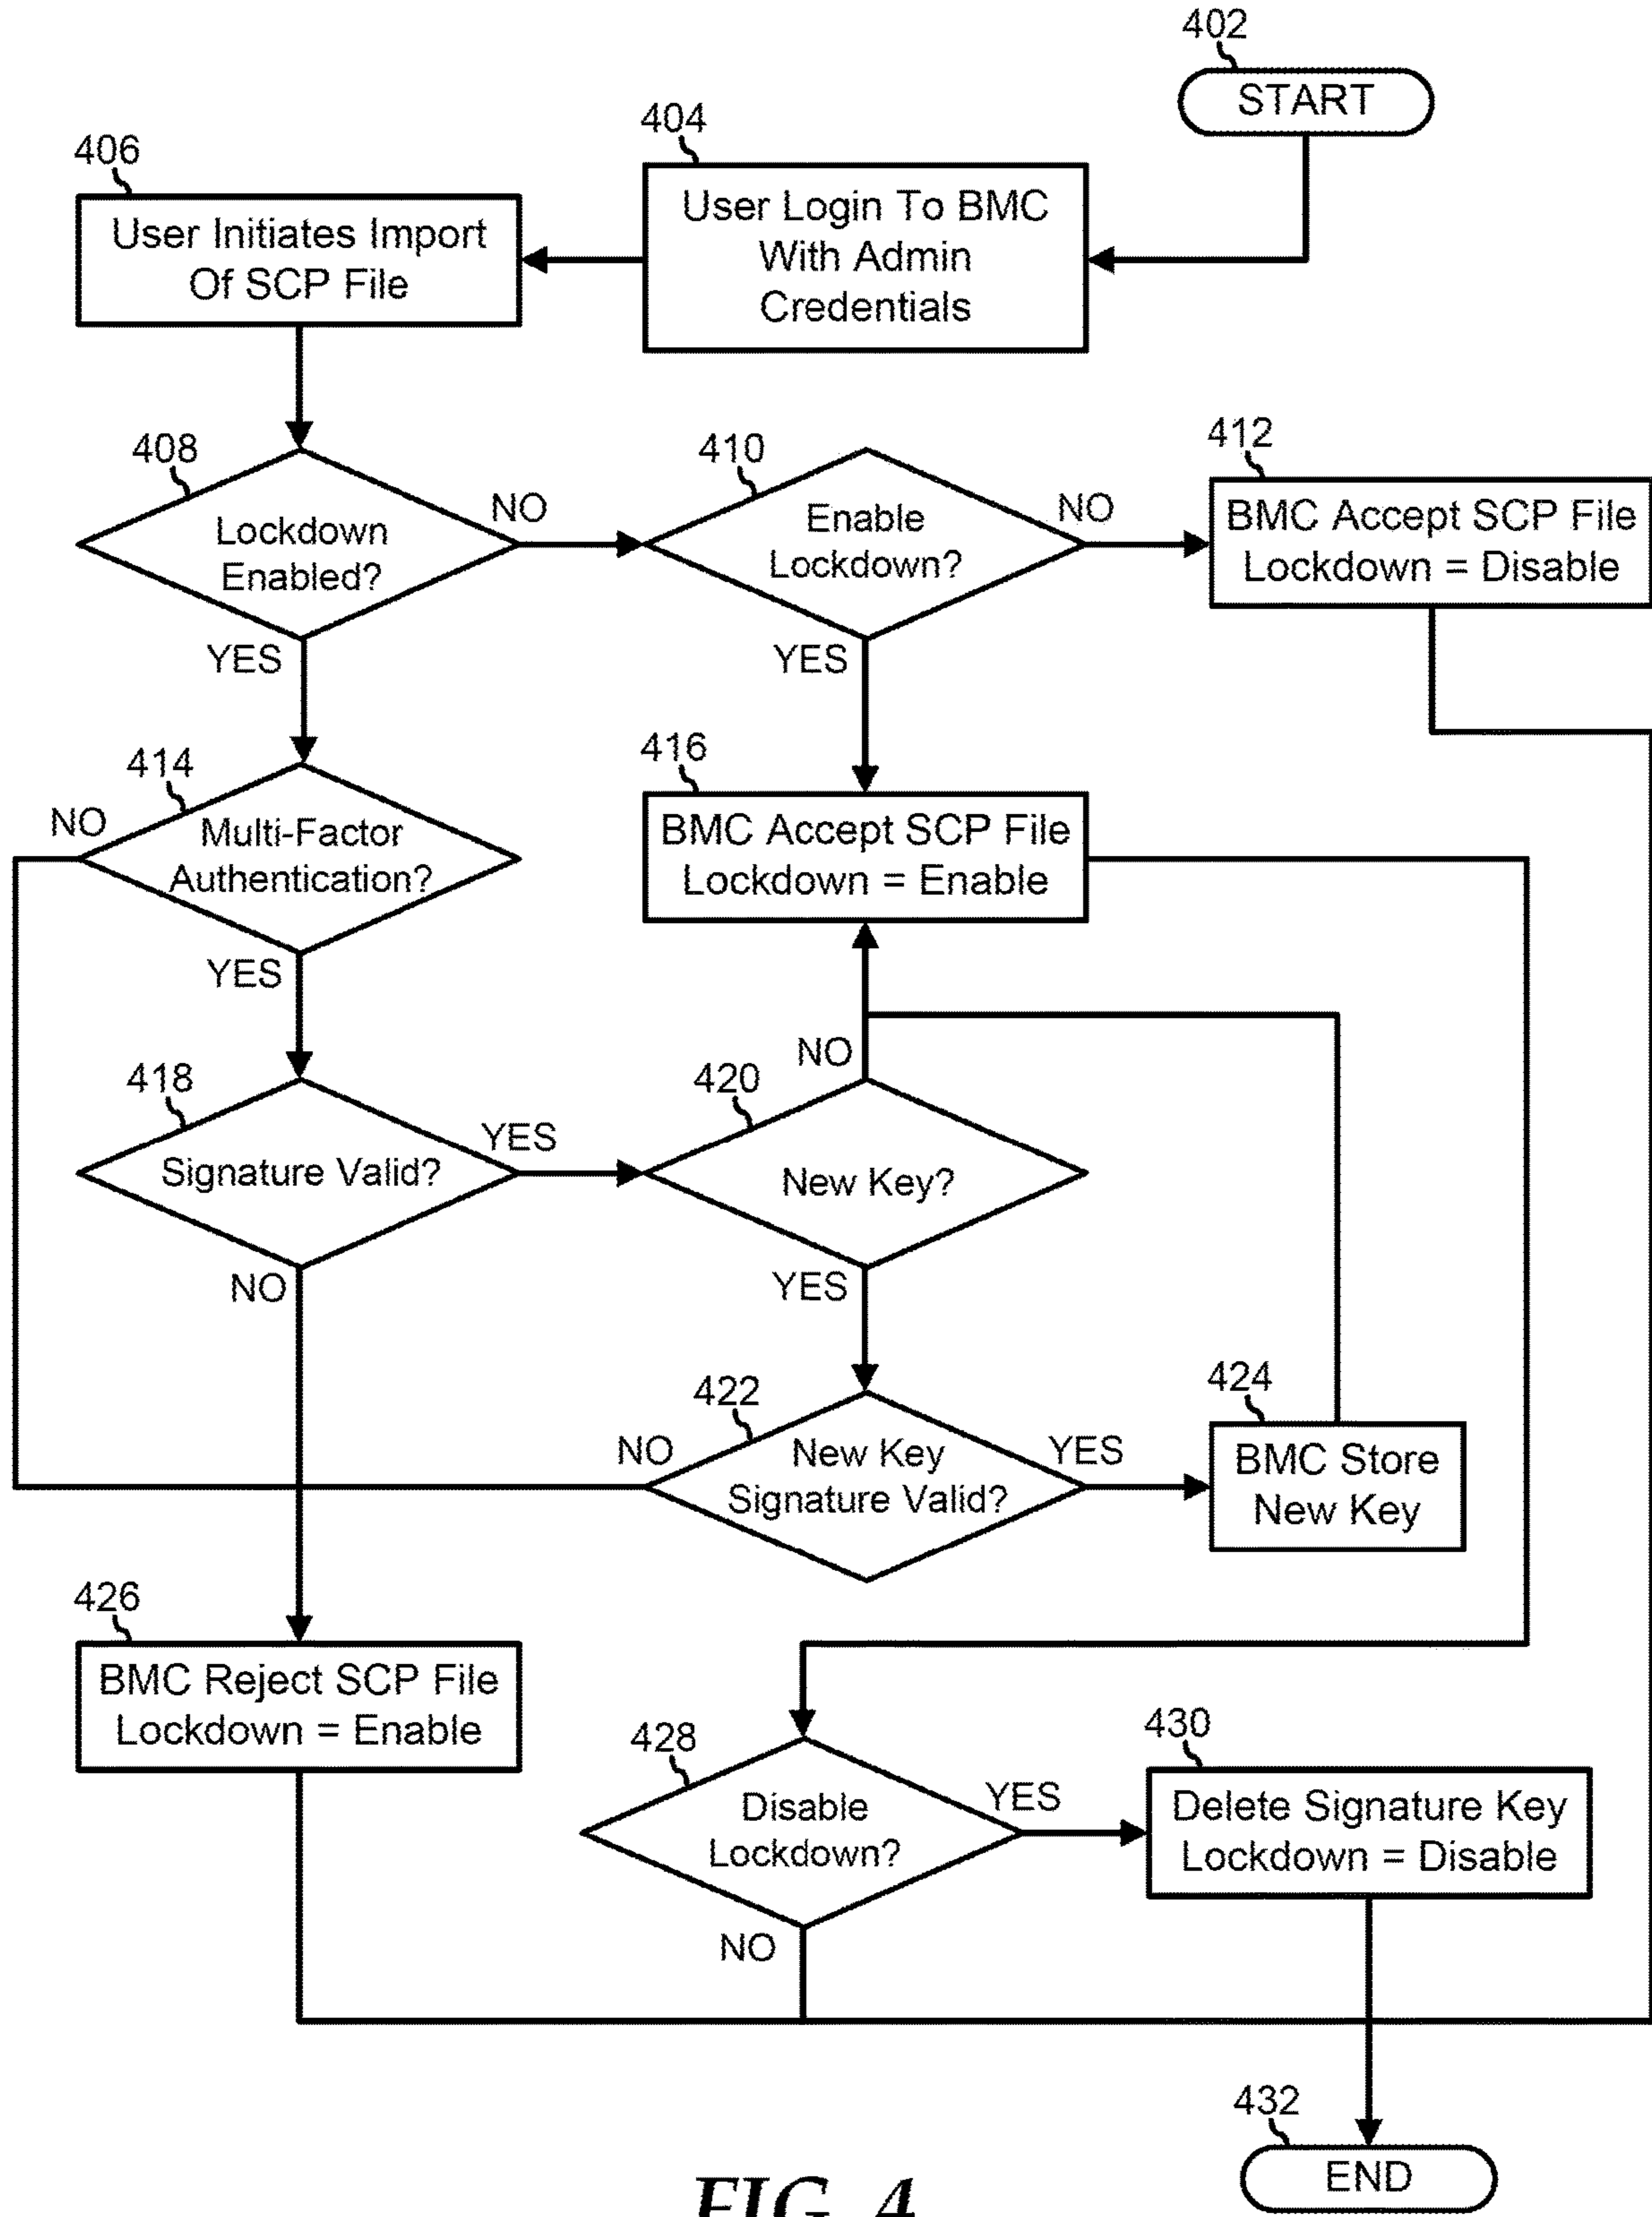 402
START
404
User Login To BMC
With Admin
Credentials
406
User Initiates Import
Of SCP File
408
Lockdown
Enabled?
NO
YES
410
Enable
Lockdown?
NO
YES
412
BMC Accept SCP File
Lockdown = Disable
414
NO
Multi-Factor
Authentication?
YES
416
BMC Accept SCP File
Lockdown = Enable
418
Signature Valid?
YES
NO
420
NO
New Key?
YES
422
NO
New Key
Signature Valid?
YES
424
BMC Store
New Key
426
BMC Reject SCP File
Lockdown = Enable
428
Disable
Lockdown?
YES
NO
430
Delete Signature Key
Lockdown = Disable
432
END
FIG. 4